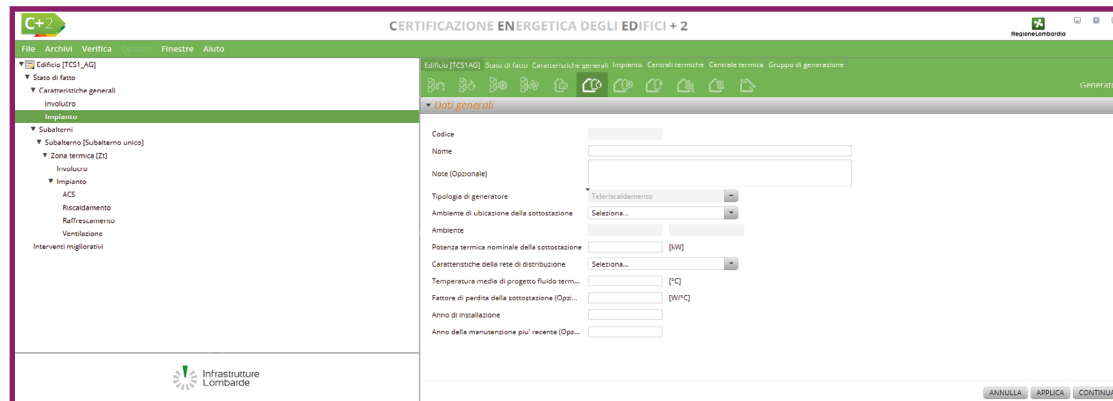 C+2
CERTIFICAZIONE ENERGETICA DEGLI EDIFICI + 2
RegioneLombardia
File Archivi Verifica Opzioni Finestre Aiuto
Edificio [TCS1_AG]
Stato di fatto
Caratteristiche generali
Involucro
Impianto
Subalterni
Subalterno [Subalterno unico]
Zona termica [Zt]
Involucro
Impianto
ACS
Riscaldamento
Raffrescamento
Ventilazione
Interventi migliorativi
Infrastrutture
Lombarde
Edificio [TCS1AG] Stato di fatto Caratteristiche generali Impianto Centrali termiche Centrale termica Gruppo di generazione
Generato
Dati generali
Codice
Nome
Note (Opzionale)
Tipologia di generatore Teleriscaldamento
Ambiente di ubicazione della sottostazione Seleziona...
Ambiente
Potenza termica nominale della sottostazione [kW]
Caratteristiche della rete di distribuzione Seleziona...
Temperatura media di progetto fluido term... [°C]
Fattore di perdita della sottostazione (Opzi... [W/°C]
Anno di installazione
Anno della manutenzione piu' recente (Opz...
ANNULLA APPLICA CONTINUA